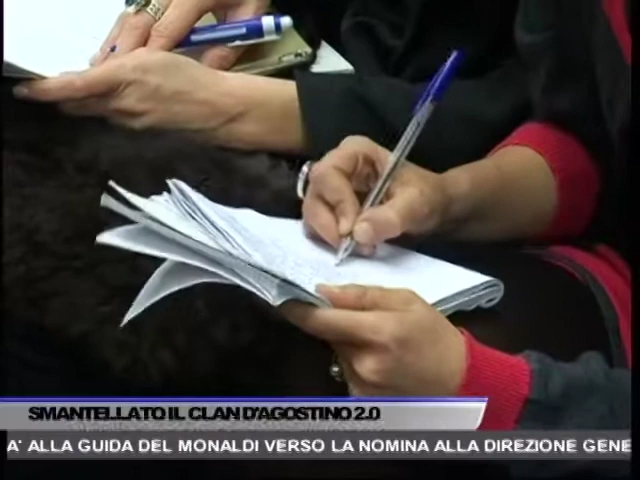 SMANTELLATO IL CLAN D'AGOSTINO 2.0
A' ALLA GUIDA DEL MONALDI VERSO LA NOMINA ALLA DIREZIONE GENE